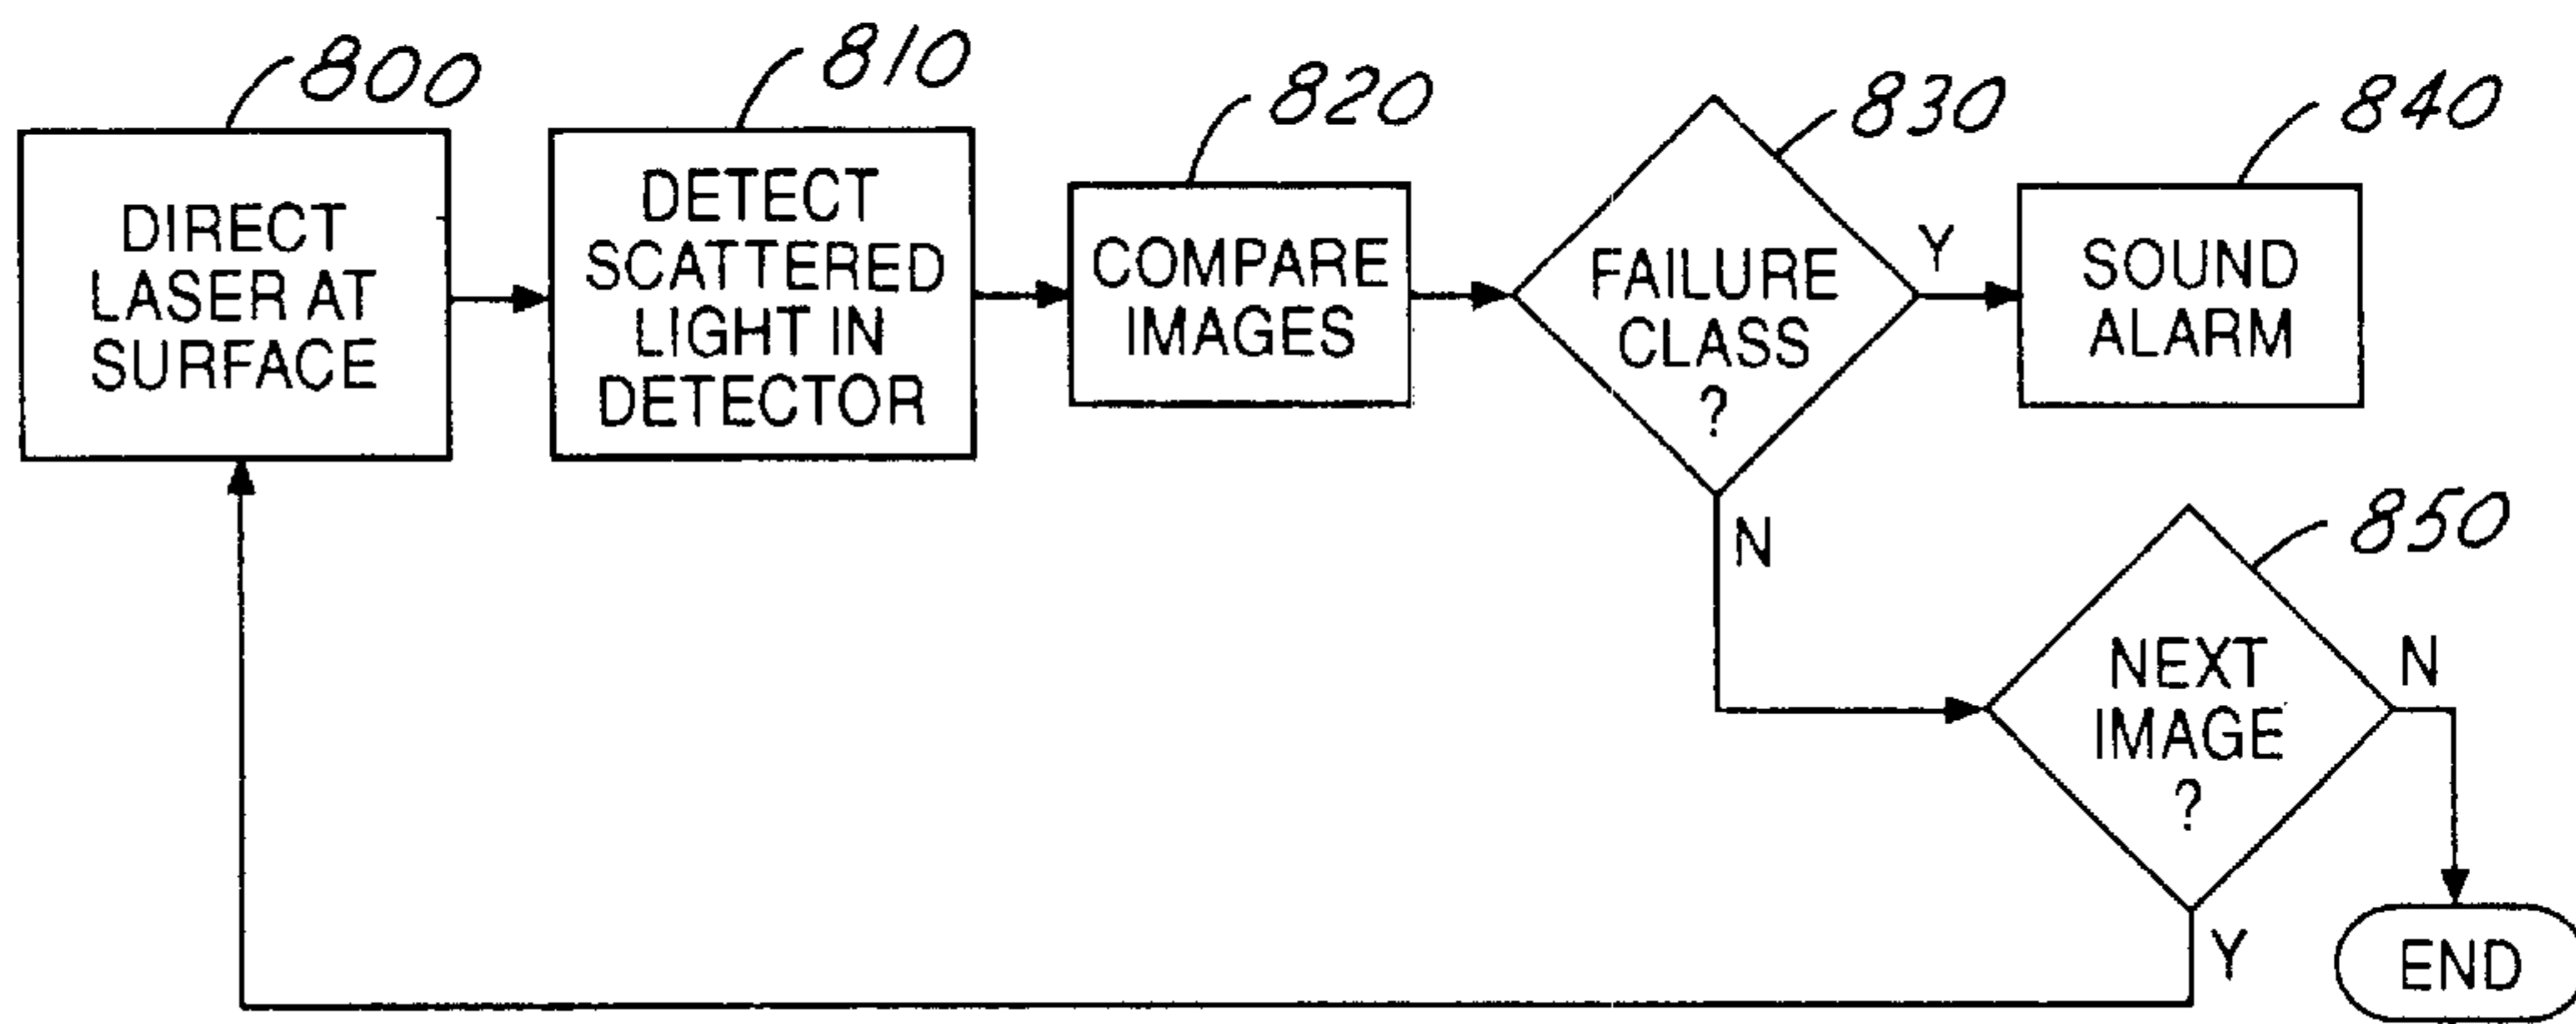 800
DIRECT
LASER AT
SURFACE
810
DETECT
SCATTERED
LIGHT IN
DETECTOR
820
COMPARE
IMAGES
830
FAILURE
CLASS
?
Y
N
840
SOUND
ALARM
850
NEXT
IMAGE
?
N
Y
END